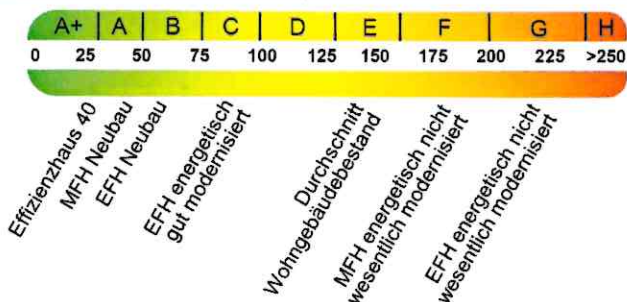 A+ A B C D E F G H
0 25 50 75 100 125 150 175 200 225 >250
Effizienzhaus 40
MFH Neubau
EFH Neubau
EFH energetisch
gut modernisiert
Durchschnitt
Wohngebäudebestand
MFH energetisch nicht
wesentlich modernisiert
EFH energetisch nicht
wesentlich modernisiert